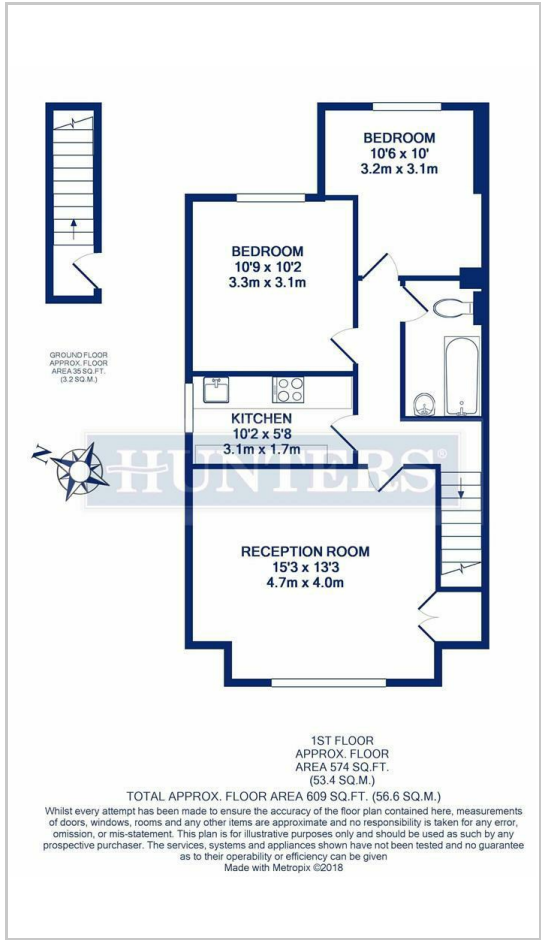 BEDROOM
10'6 x 10'
3.2m x 3.1m
BEDROOM
10'9 x 10'2
3.3m x 3.1m
GROUND FLOOR
APPROX. FLOOR
AREA 35 SQ.FT.
(3.2 SQ.M.)
KITCHEN
10'2 x 5'8
3.1m x 1.7m
N
HUNTERS®
RECEPTION ROOM
15'3 x 13'3
4.7m x 4.0m
1ST FLOOR
APPROX. FLOOR
AREA 574 SQ.FT.
(53.4 SQ.M.)
TOTAL APPROX. FLOOR AREA 609 SQ.FT. (56.6 SQ.M.)
Whilst every attempt has been made to ensure the accuracy of the floor plan contained here, measurements
of doors, windows, rooms and any other items are approximate and no responsibility is taken for any error,
omission, or mis-statement. This plan is for illustrative purposes only and should be used as such by any
prospective purchaser. The services, systems and appliances shown have not been tested and no guarantee
as to their operability or efficiency can be given
Made with Metropix ©2018